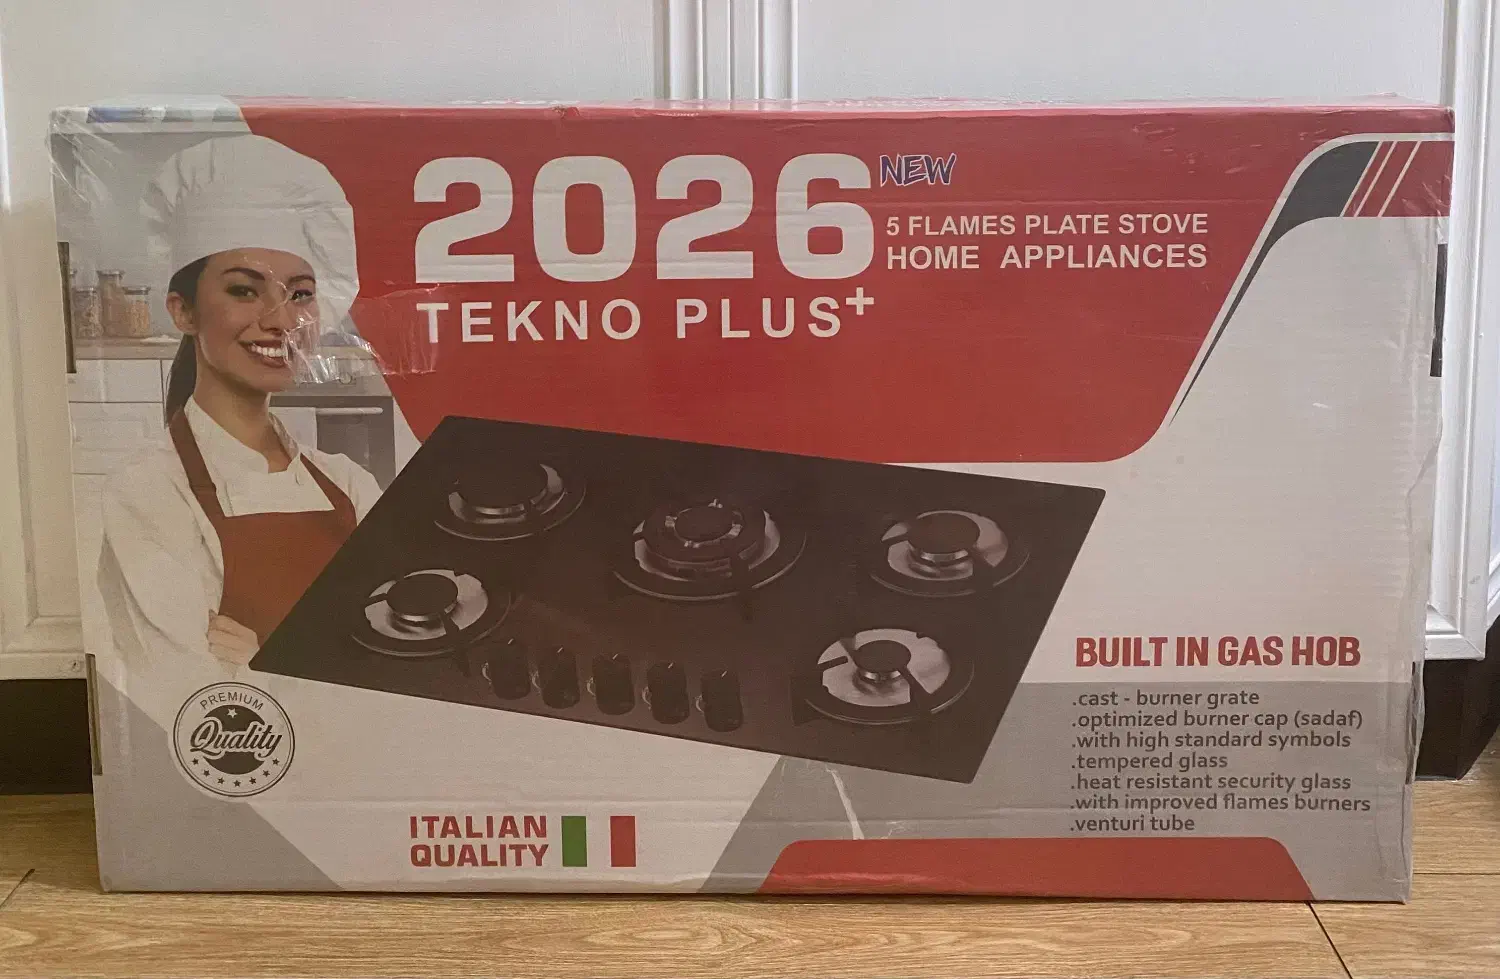 2026
NEW
5 FLAMES PLATE STOVE
HOME APPLIANCES
TEKNO PLUS+
BUILT IN GAS HOB
.cast - burner grate
.optimized burner cap (sadaf)
.with high standard symbols
.tempered glass
.heat resistant security glass
.with improved flames burners
.venturi tube
PREMIUM
Quality
ITALIAN
QUALITY